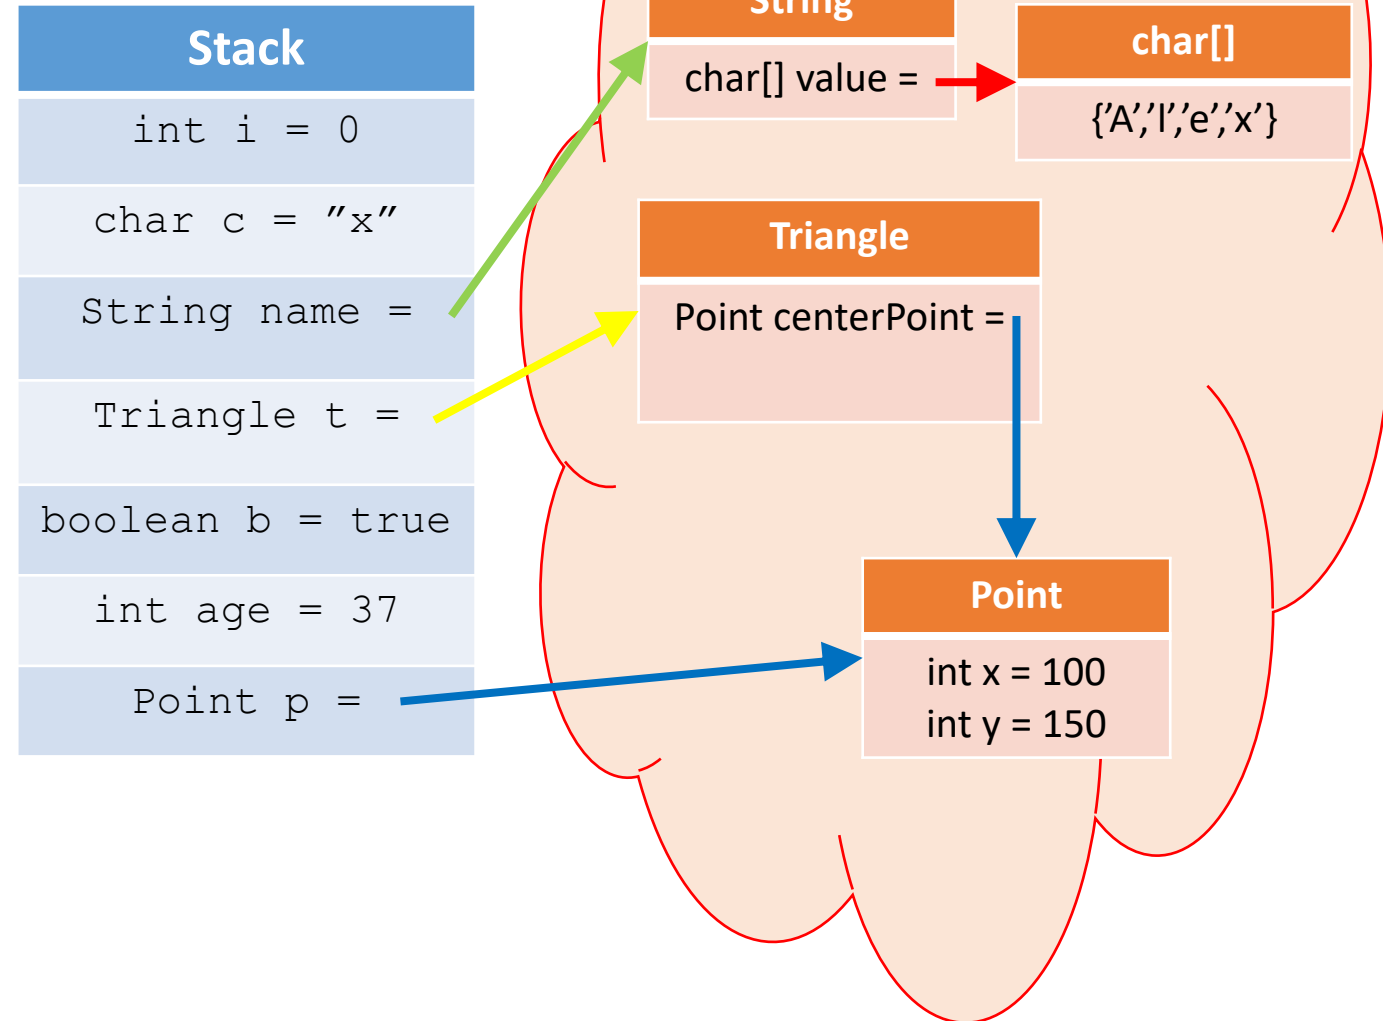 Stack
int i = 0
char c = ”x”
String name =
Triangle t =
boolean b = true
int age = 37
Point p =
String
char[] value =
char[]
{’A’,’l’,’e’,’x’}
Triangle
Point centerPoint =
Point
int x = 100
int y = 150